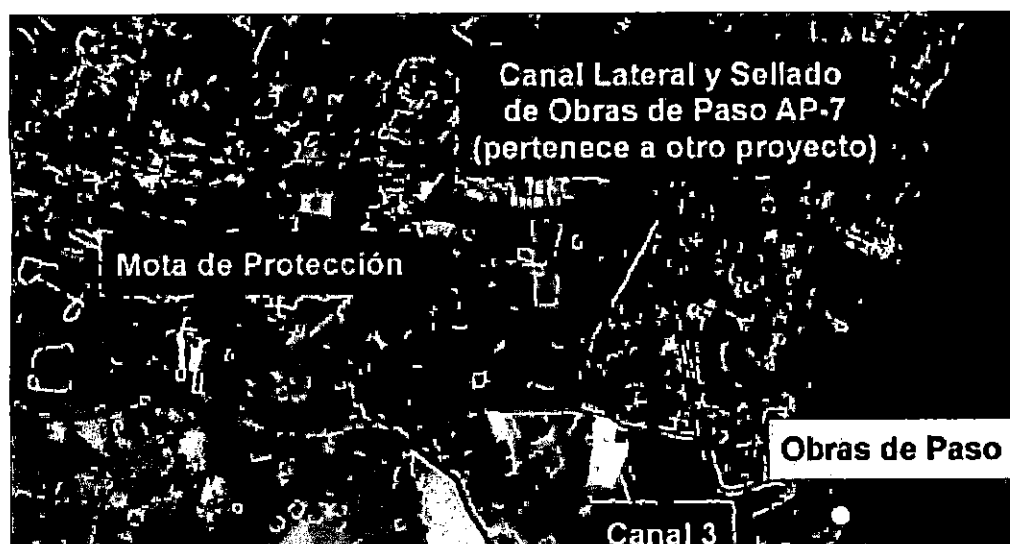 Canal Lateral y Sellado
de Obras de Paso AP-7
(pertenece a otro proyecto)
Mota de Protección
Obras de Paso
Canal 3